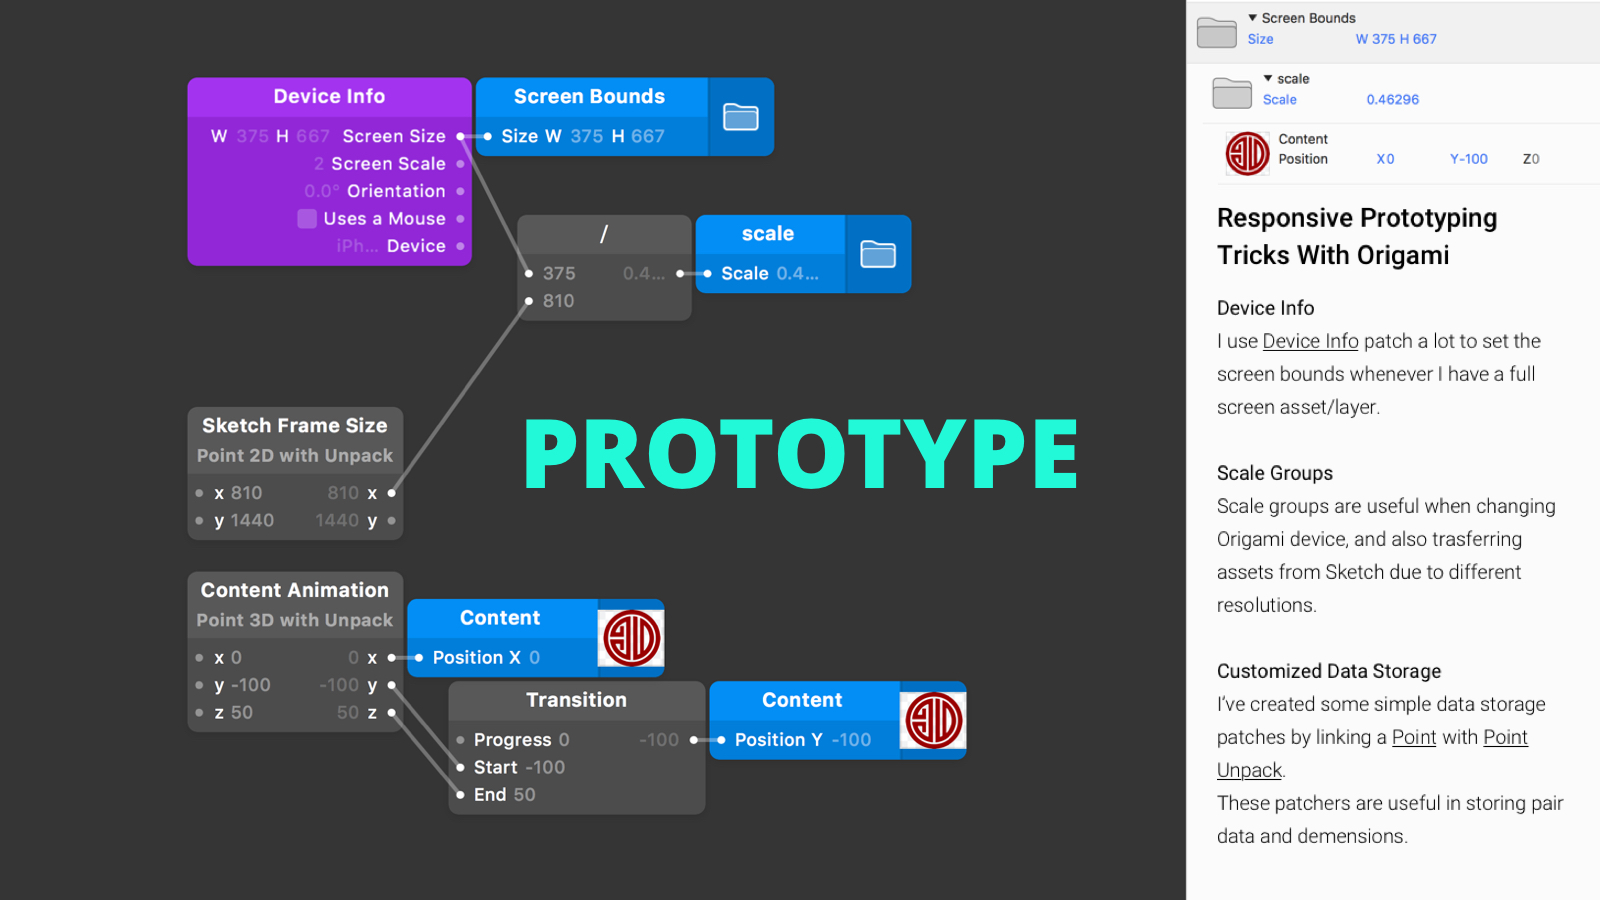 Device Info
W 375 H 667 Screen Size
2 Screen Scale
0.0° Orientation
Uses a Mouse
iPh... Device
Screen Bounds
Size W 375 H 667
/
375 0.4...
810
scale
Scale 0.4...
Sketch Frame Size
Point 2D with Unpack
x 810 810 x
y 1440 1440 y
PROTOTYPE
Content Animation
Point 3D with Unpack
x 0 0 x
y -100 -100 y
z 50 50 z
Content
Position X 0
Transition
Progress 0 -100
Start -100
End 50
Content
Position Y -100
Screen Bounds
Size W 375 H 667
scale
Scale 0.46296
Content
Position X0 Y-100 Z0
Responsive Prototyping
Tricks With Origami
Device Info
I use Device Info patch a lot to set the
screen bounds whenever I have a full
screen asset/layer.
Scale Groups
Scale groups are useful when changing
Origami device, and also trasferring
assets from Sketch due to different
resolutions.
Customized Data Storage
I've created some simple data storage
patches by linking a Point with Point
Unpack.
These patchers are useful in storing pair
data and demensions.